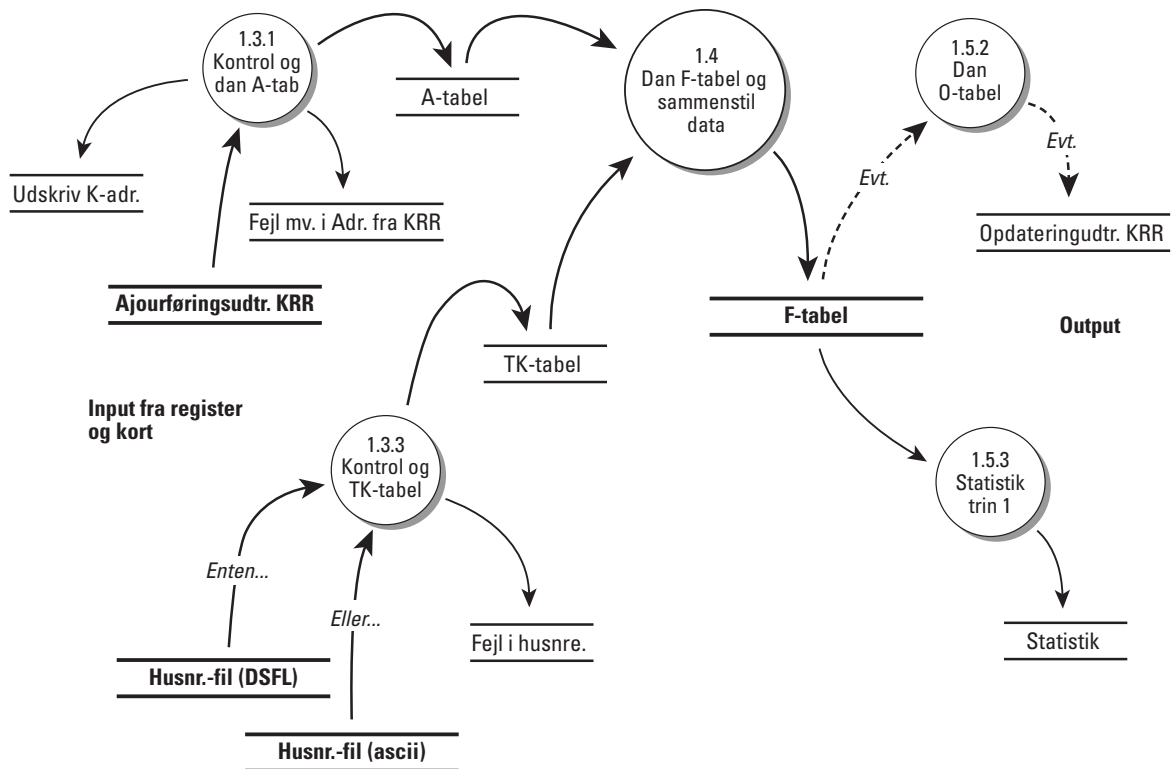 1.3.1
Kontrol og
dan A-tab
A-tabel
1.4
Dan F-tabel og
sammenstil
data
1.5.2
Dan
O-tabel
Evt.
Evt.
Udskriv K-adr.
Fejl mv. i Adr. fra KRR
Opdateringudtr. KRR
Ajourføringsudtr. KRR
F-tabel
Output
TK-tabel
Input fra register
og kort
1.3.3
Kontrol og
TK-tabel
1.5.3
Statistik
trin 1
Enten...
Eller...
Fejl i husnre.
Statistik
Husnr.-fil (DSFL)
Husnr.-fil (ascii)